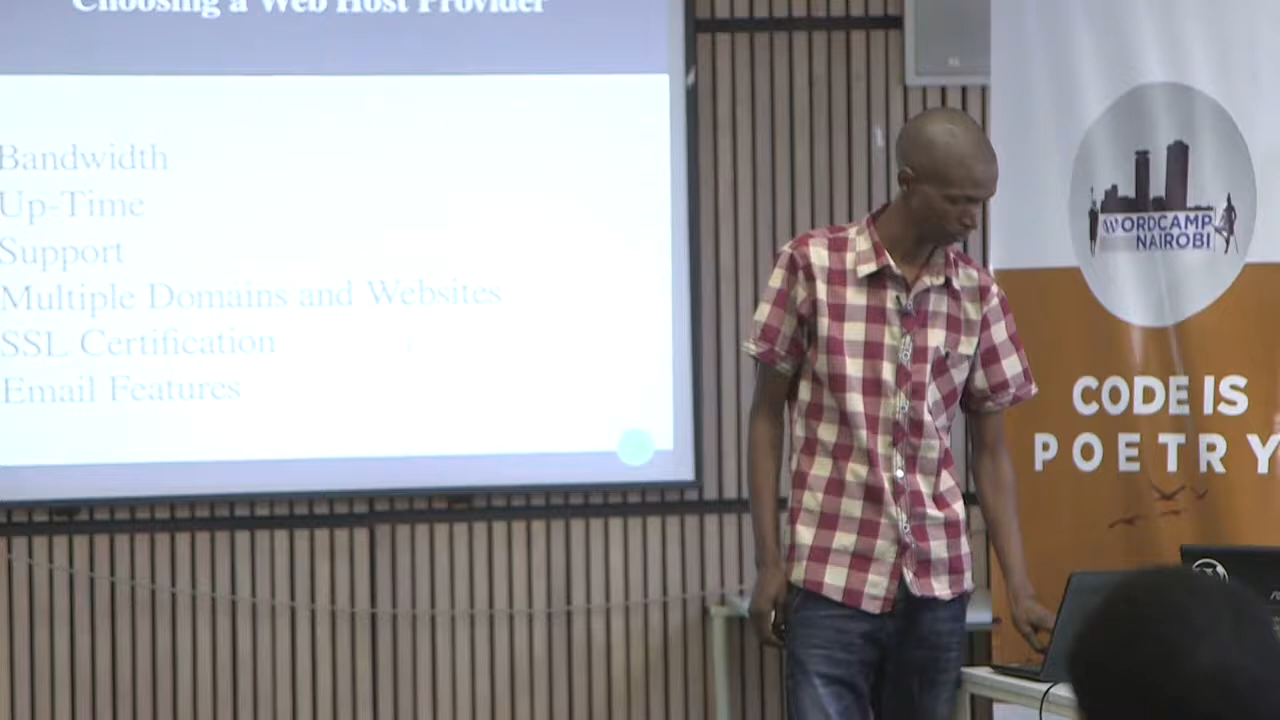 Choosing a Web Host Provider
Bandwidth
Up-Time
Support
Multiple Domains and Websites
SSL Certification
Email Features
WORDCAMP
NAIROBI
CODE IS
POETRY